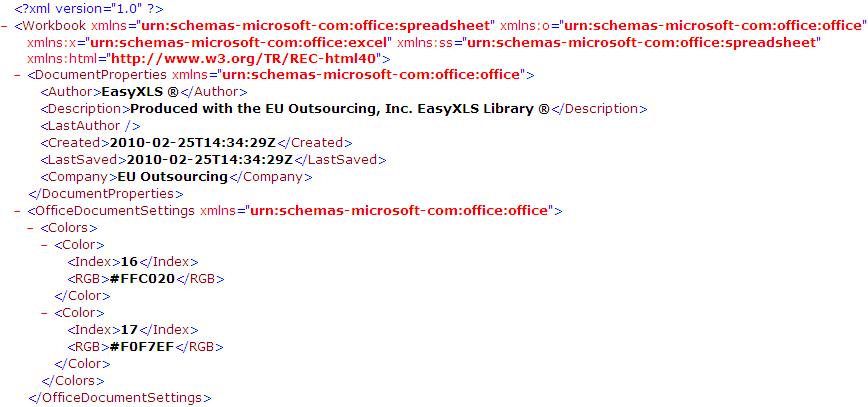 <?xml version="1.0" ?>
- <Workbook xmlns="urn:schemas-microsoft-com:office:spreadsheet" xmlns:o="urn:schemas-microsoft-com:office:office"
xmlns:x="urn:schemas-microsoft-com:office:excel" xmlns:ss="urn:schemas-microsoft-com:office:spreadsheet"
xmlns:html="http://www.w3.org/TR/REC-html40">
- <DocumentProperties xmlns="urn:schemas-microsoft-com:office:office">
<Author>EasyXLS ®</Author>
<Description>Produced with the EU Outsourcing, Inc. EasyXLS Library ®</Description>
<LastAuthor />
<Created>2010-02-25T14:34:29Z</Created>
<LastSaved>2010-02-25T14:34:29Z</LastSaved>
<Company>EU Outsourcing</Company>
</DocumentProperties>
- <OfficeDocumentSettings xmlns="urn:schemas-microsoft-com:office:office">
- <Colors>
- <Color>
<Index>16</Index>
<RGB>#FFC020</RGB>
</Color>
- <Color>
<Index>17</Index>
<RGB>#F0F7EF</RGB>
</Color>
</Colors>
</OfficeDocumentSettings>